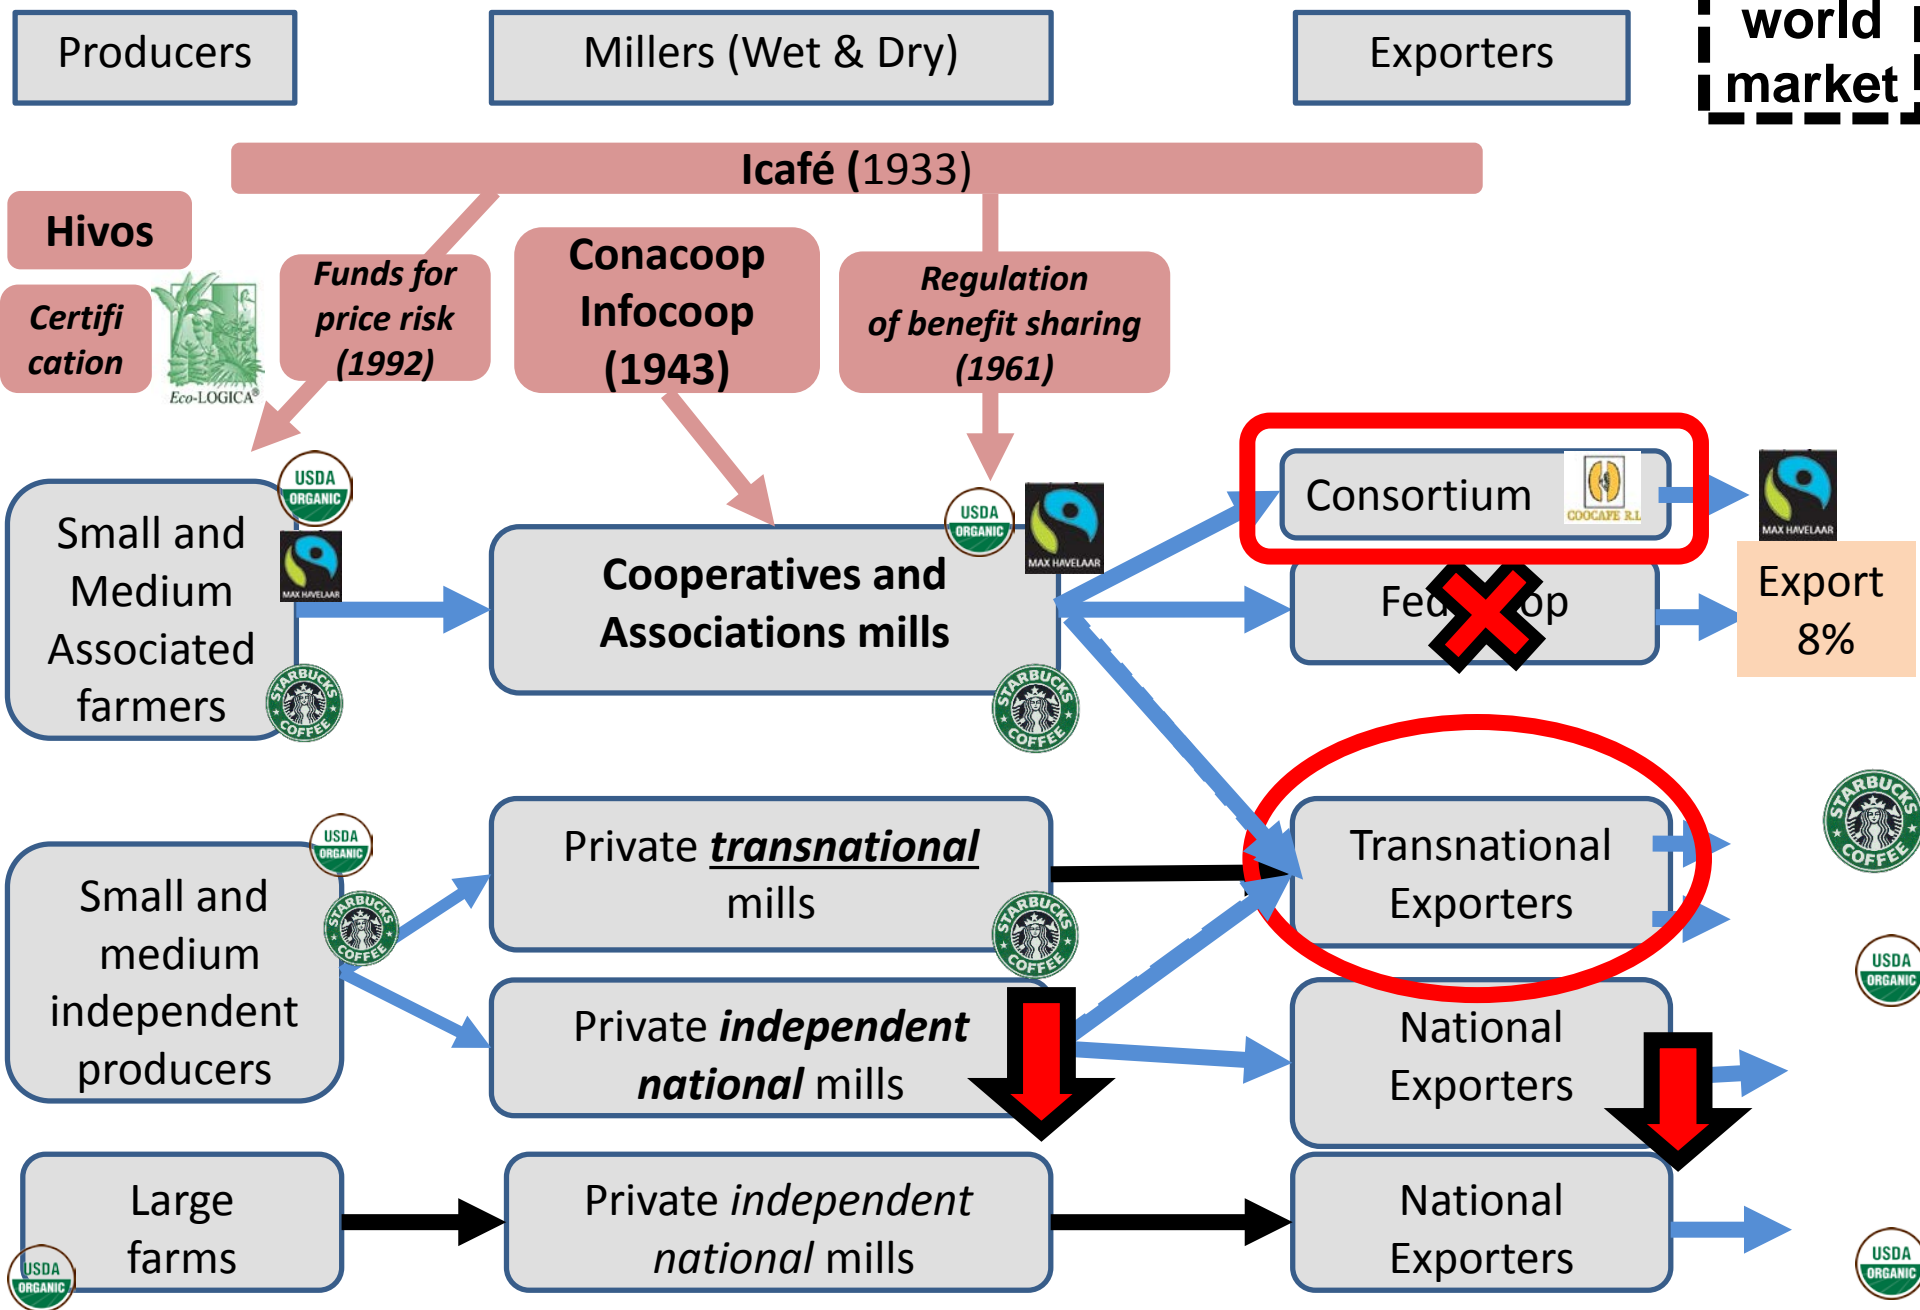 Producers
Millers (Wet & Dry)
Exporters
world
market
Icafé (1933)
Hivos
Certifi
cation
Eco-LOGICA®
Funds for
price risk
(1992)
Conacoop
Infocoop
(1943)
Regulation
of benefit sharing
(1961)
USDA
ORGANIC
MAX HAVELAAR
Small and
Medium
Associated
farmers
STARBUCKS
COFFEE
USDA
ORGANIC
MAX HAVELAAR
Cooperatives and
Associations mills
STARBUCKS
COFFEE
Consortium
COOCAFE R.L
MAX HAVELAAR
Fed
op
Export
8%
USDA
ORGANIC
Small and
medium
independent
producers
STARBUCKS
COFFEE
Private transnational
mills
STARBUCKS
COFFEE
Transnational
Exporters
STARBUCKS
COFFEE
USDA
ORGANIC
Private independent
national mills
National
Exporters
Large
farms
USDA
ORGANIC
Private independent
national mills
National
Exporters
USDA
ORGANIC